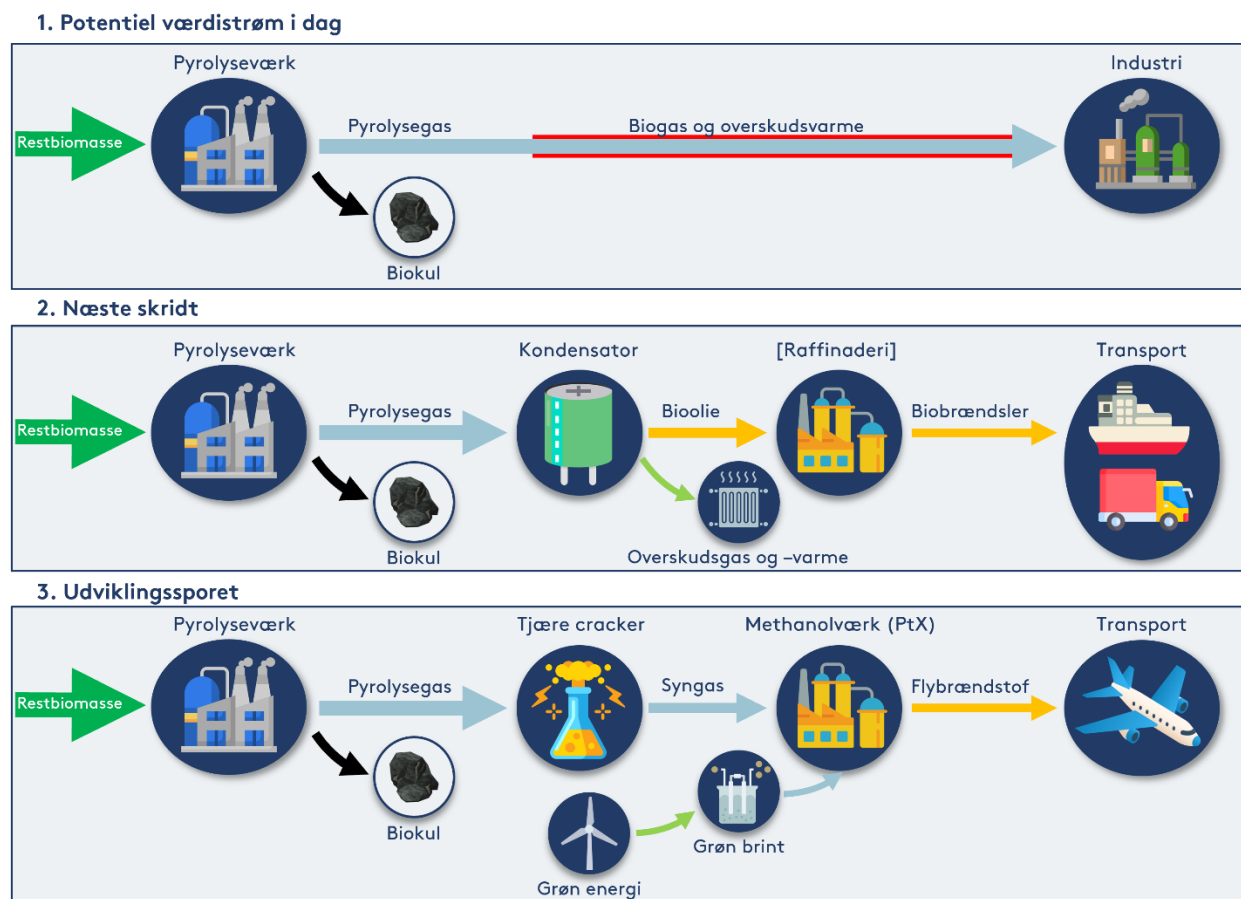 1. Potentiel værdistrøm i dag
Pyrolyseværk
Industri
Restbiomasse
Pyrolysegas
Biogas og overskudsvarme
Biokul
2. Næste skridt
Pyrolyseværk
Kondensator
[Raffinaderi]
Transport
Restbiomasse
Pyrolysegas
Bioolie
Biobrændsler
Biokul
Overskudsgas og –varme
3. Udviklingssporet
Pyrolyseværk
Tjære cracker
Methanolværk (PtX)
Transport
Restbiomasse
Pyrolysegas
Syngas
Flybrændstof
Biokul
Grøn brint
Grøn energi